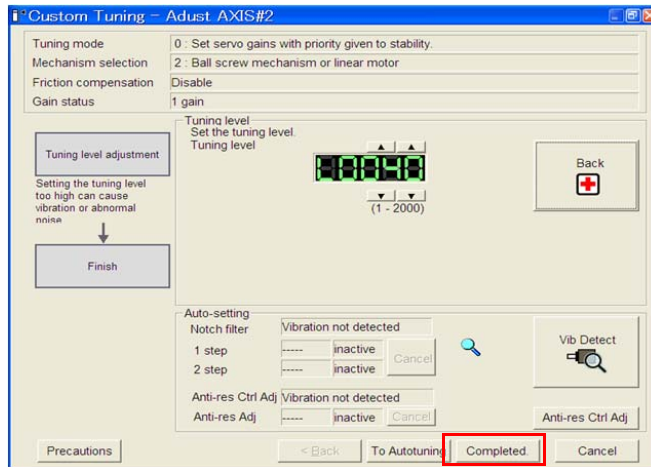 Custom Tuning - Adust AXIS#2
Tuning mode
0 : Set servo gains with priority given to stability.
Mechanism selection
2 : Ball screw mechanism or linear motor
Friction compensation
Disable
Gain status
1 gain
Tuning level adjustment
Setting the tuning level
too high can cause
vibration or abnormal
noise
Finish
Tuning level
Set the tuning level.
Tuning level
(1 - 2000)
Back
Auto-setting
Notch filter
Vibration not detected
1 step
-----
inactive
Cancel
2 step
-----
inactive
Anti-res Ctrl Adj
Vibration not detected
Anti-res Adj
-----
inactive
Cancel
Vib Detect
Anti-res Ctrl Adj
Precautions
< Back
To Autotuning
Completed.
Cancel